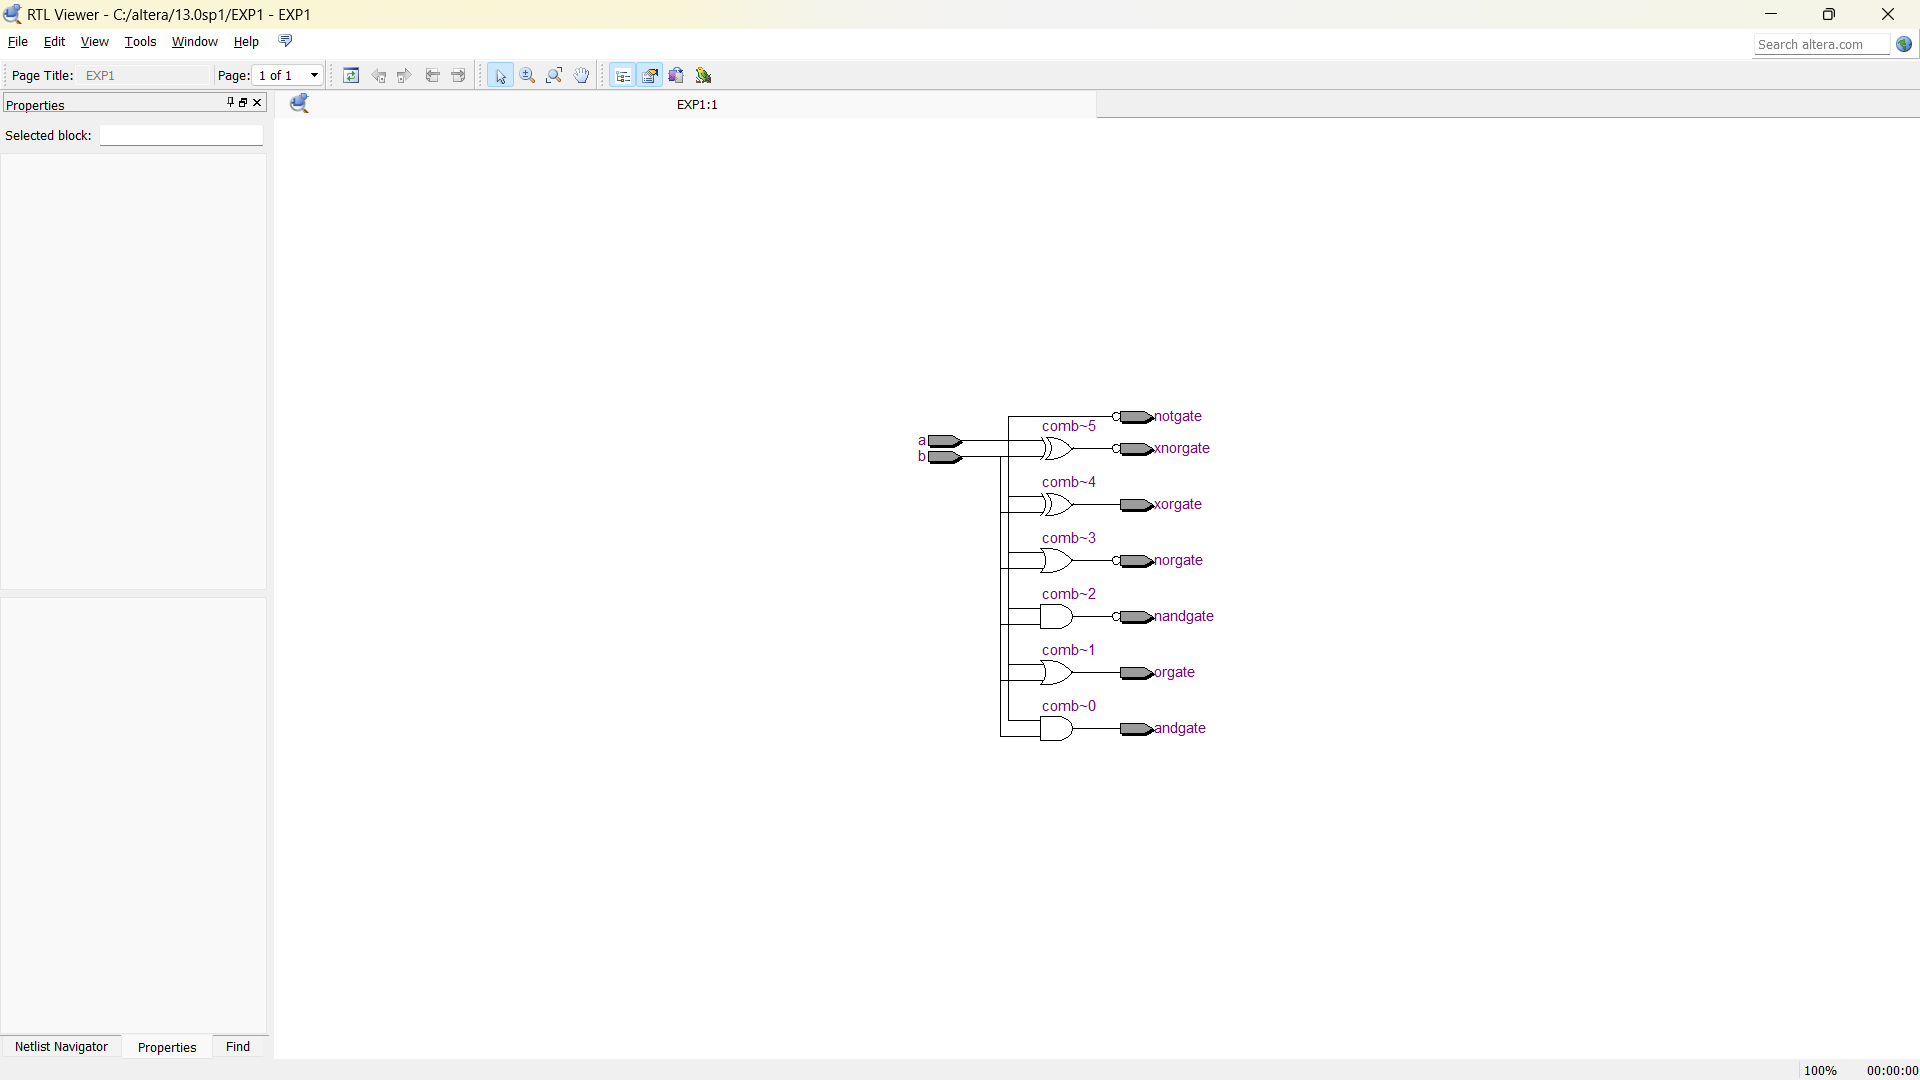 RTL Viewer - C:/altera/13.0sp1/EXP1 - EXP1
File Edit View Tools Window Help
Search altera.com
Page Title: EXP1 Page: 1 of 1
Properties
EXP1:1
Selected block:
notgate
comb~5
a
b
xnorgate
comb~4
xorgate
comb~3
norgate
comb~2
nandgate
comb~1
orgate
comb~0
andgate
Netlist Navigator Properties Find
100% 00:00:00